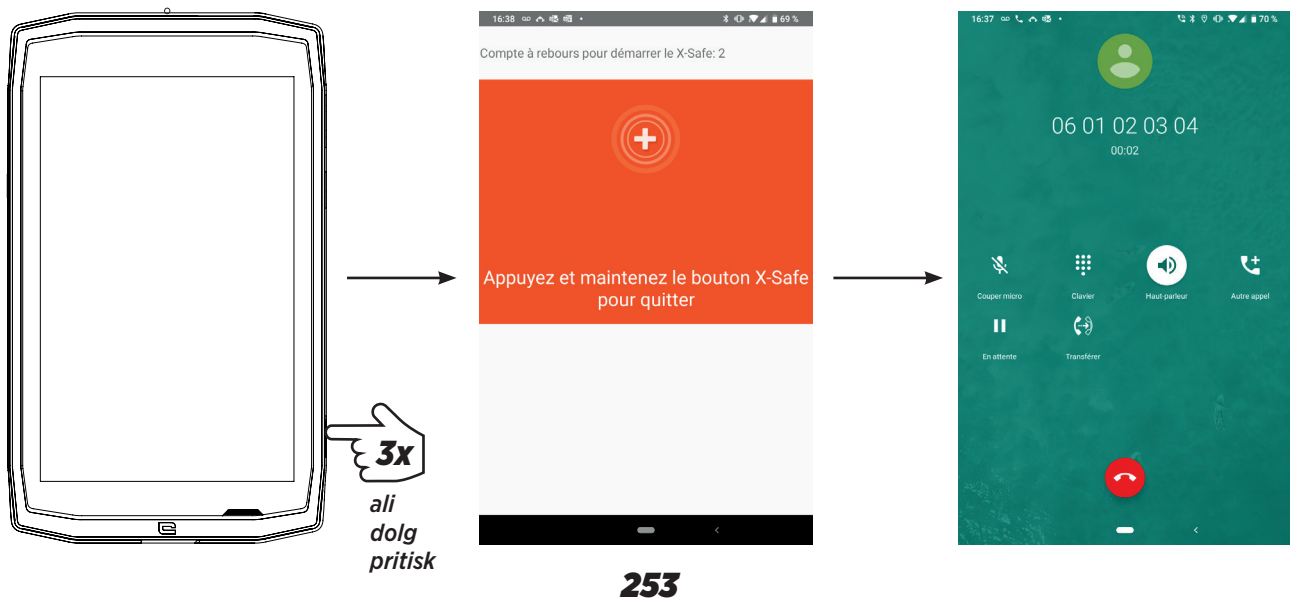 3x
ali
dolg
pritisk
16:38
69 %
Compte à rebours pour démarrer le X-Safe: 2
Appuyez et maintenez le bouton X-Safe
pour quitter
16:37
70 %
06 01 02 03 04
00:02
Couper micro
Clavier
Haut-parleur
Autre appel
En attente
Transférer
253